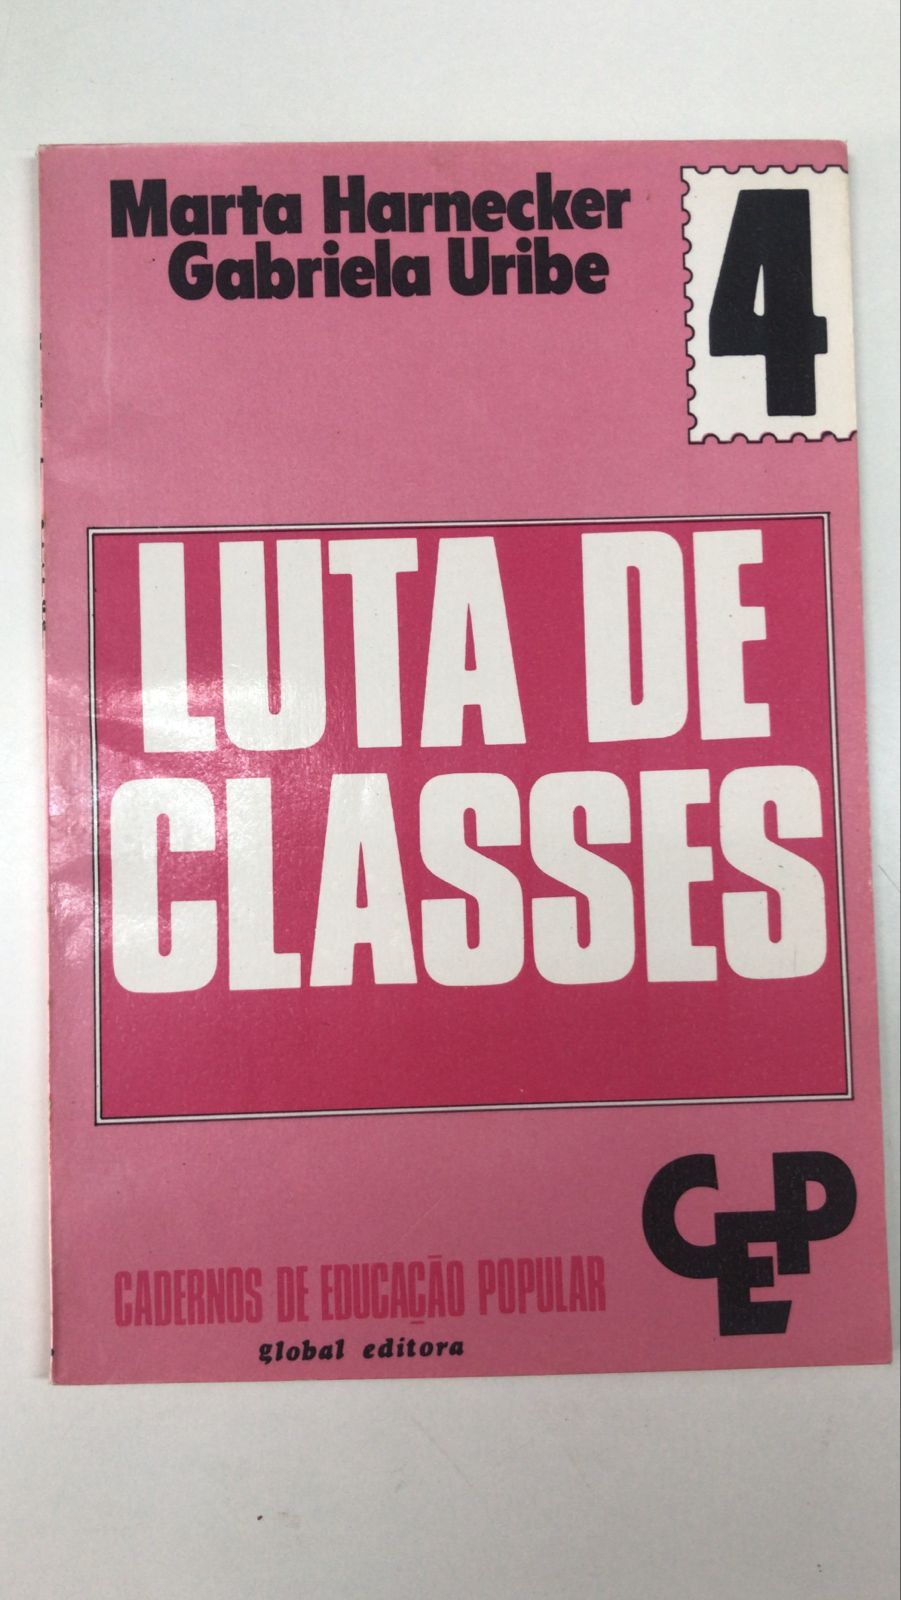 Marta Harnecker
Gabriela Uribe
4
LUTA DE
CLASSES
CEP
CADERNOS DE EDUCAÇÃO POPULAR
global editora